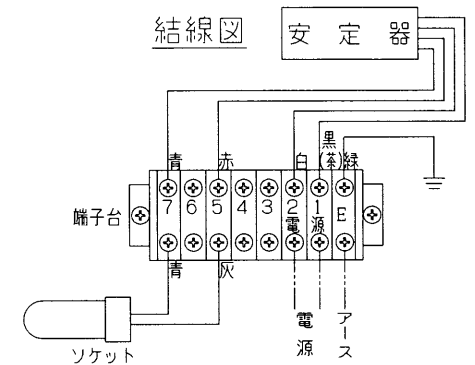 結線図
安定器
青 赤 白 黒(茶) 緑
7 6 5 4 3 2 1 E
電源
端子台
青 灰
電源
アース
ソケット